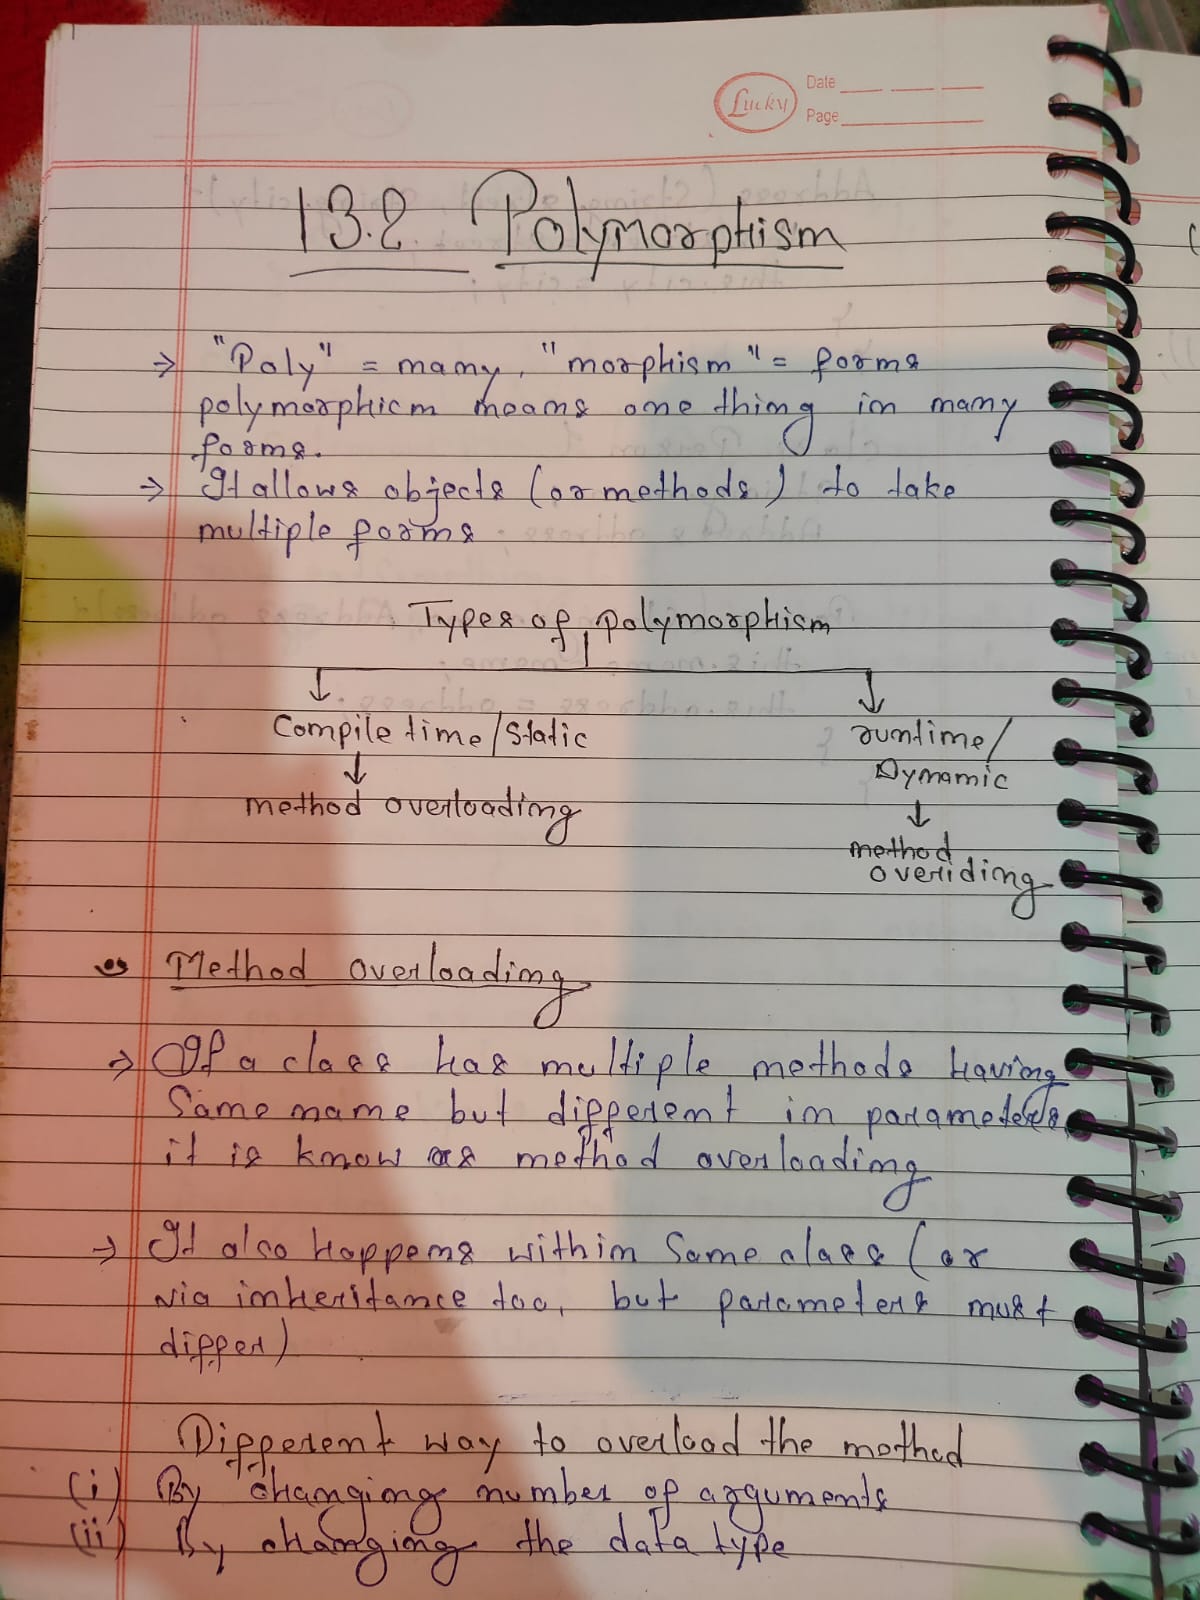 Lucky
Date
Page
13.2 Polymorphism
→ "Poly" = many, "morphism" = forms
polymorphicm means one thing in many
forms.
→ It allows objects (or methods) to take
multiple forms
Types of polymorphism
Compile time/Static
runtime/
Dynamic
↓
method overloading
↓
method
overiding
Method overloading
→ If a class has multiple methods having
Same name but different in parameters,
it is know as method overloading
→ It also Happens within Same class (or
via inheritance too, but parameters must
differ)
Different way to overload the method
(i) By changing number of arguments
(ii) By changing the data type